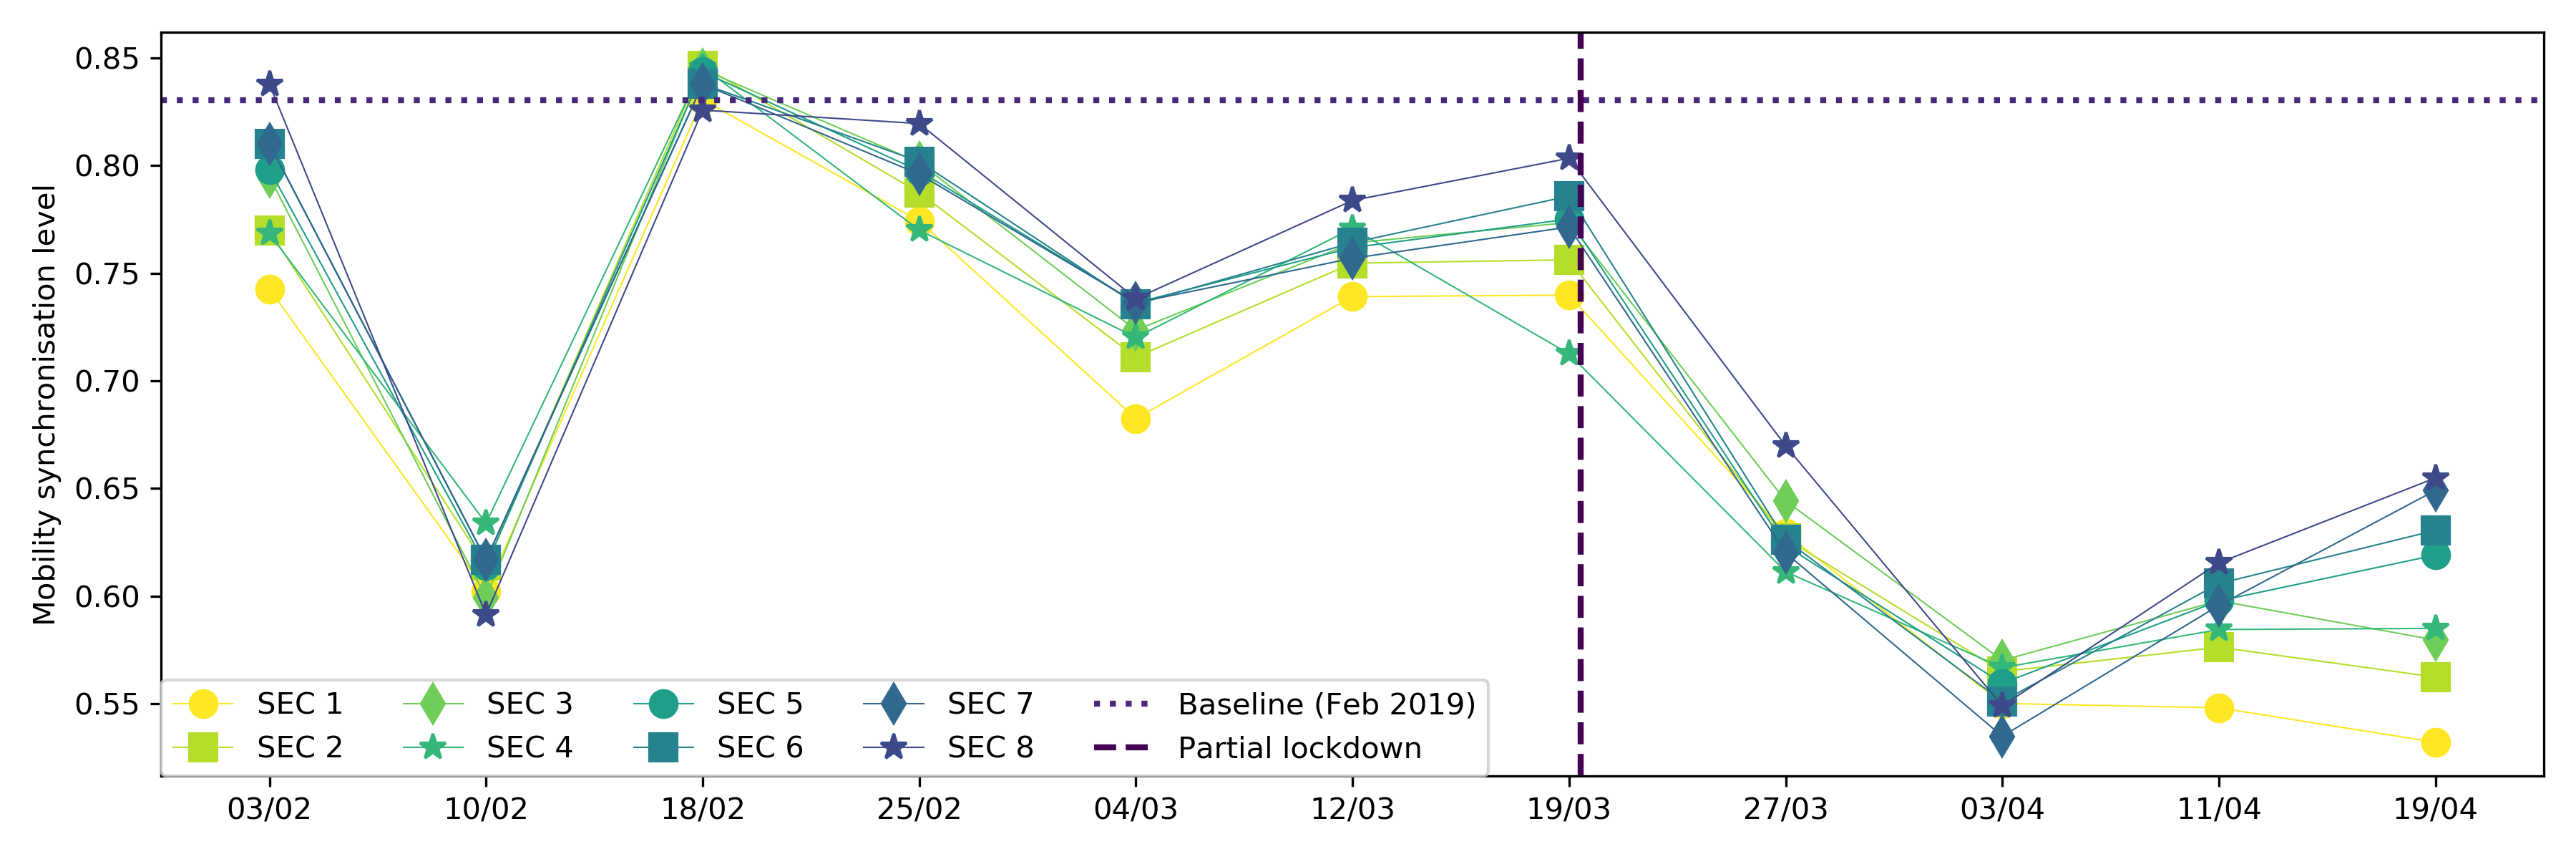 Mobility synchronisation level
0.85
0.80
0.75
0.70
0.65
0.60
0.55
SEC 1 SEC 3 SEC 5 SEC 7 Baseline (Feb 2019)
SEC 2 SEC 4 SEC 6 SEC 8 Partial lockdown
03/02 10/02 18/02 25/02 04/03 12/03 19/03 27/03 03/04 11/04 19/04